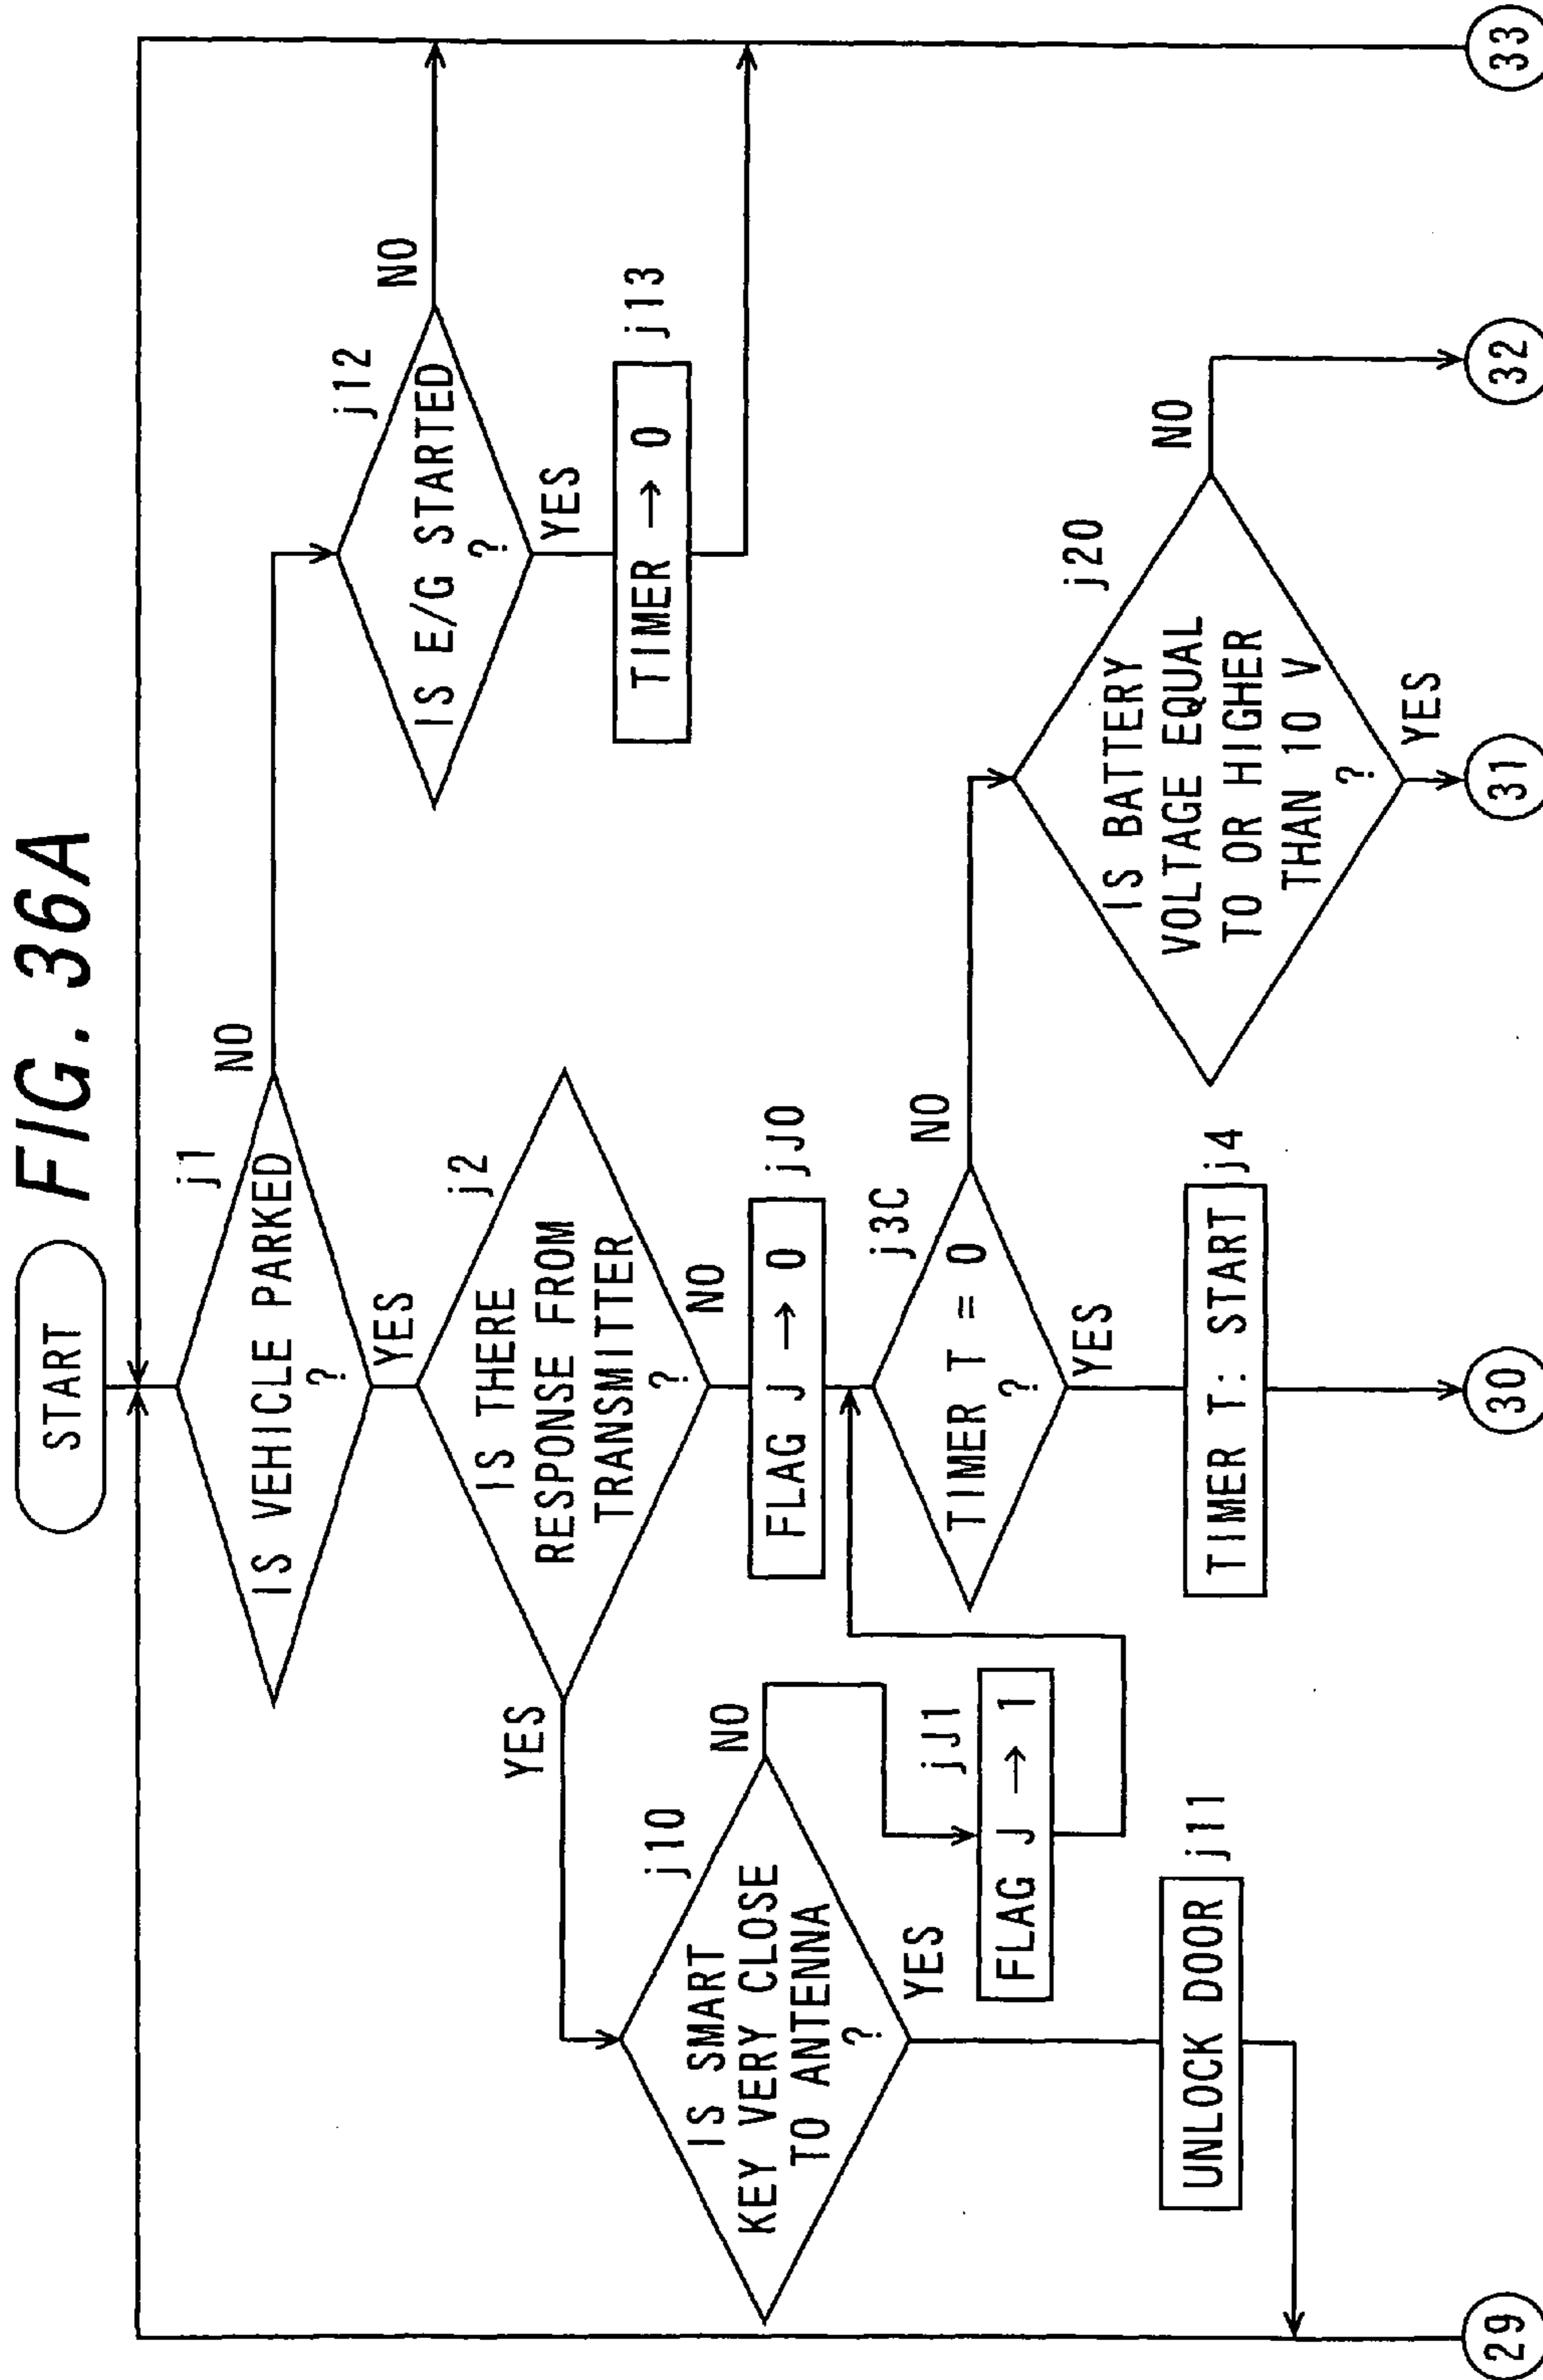 FIG. 36A
START
j1
IS VEHICLE PARKED
?
NO
YES
j12
IS E/G STARTED
?
NO
YES
j13
TIMER → 0
j2
IS THERE
RESPONSE FROM
TRANSMITTER
?
YES
NO
j10
IS SMART
KEY VERY CLOSE
TO ANTENNA
?
NO
YES
jJ0
FLAG J → 0
jJ1
FLAG J → 1
j11
UNLOCK DOOR
j3C
TIMER T = 0
?
NO
YES
j4
TIMER T: START
j20
IS BATTERY
VOLTAGE EQUAL
TO OR HIGHER
THAN 10 V
?
NO
YES
29
30
31
32
33